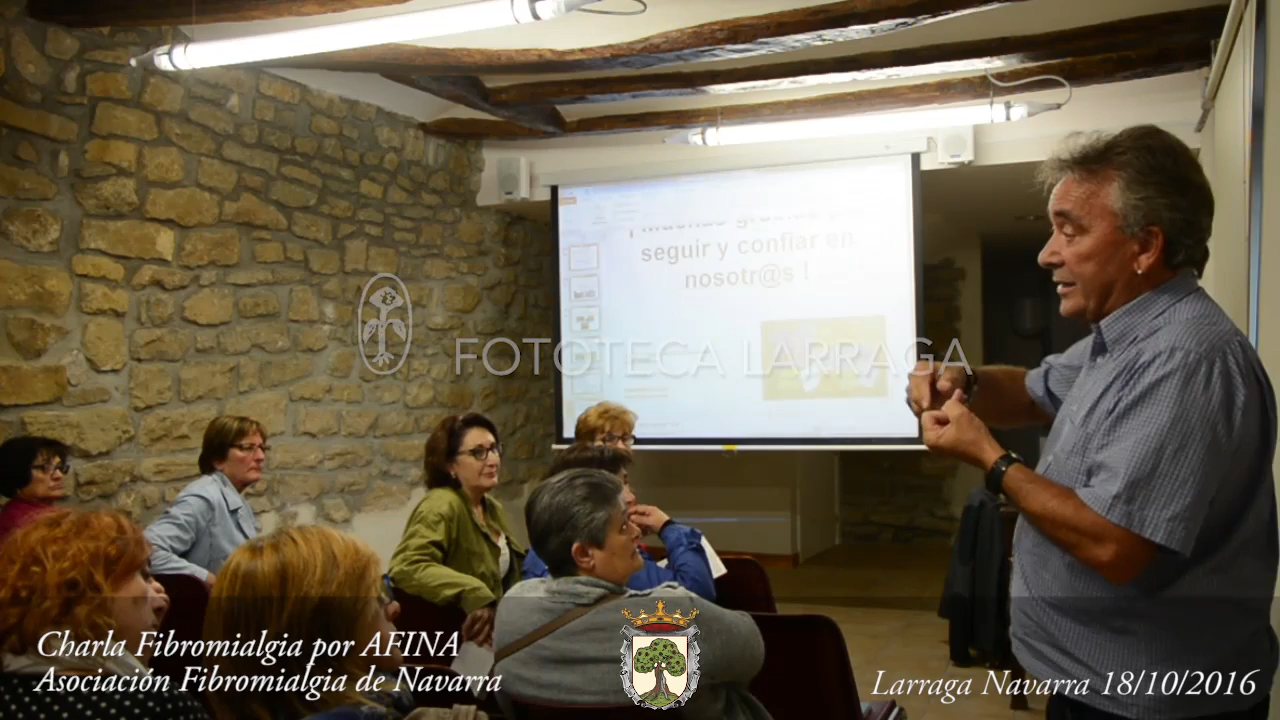 seguir y confiar en
nosotr@s !
FOTOTECA LARRAGA
Charla Fibromialgia por AFINA
Asociación Fibromialgia de Navarra
Larraga Navarra 18/10/2016